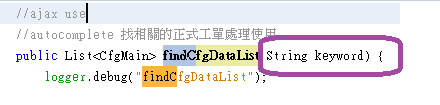 //ajax use
//autocomplete 找相關的正式工單處理使用
public List<CfgMain> findCfgDataList String keyword) {
logger.debug("findCfgDataList");